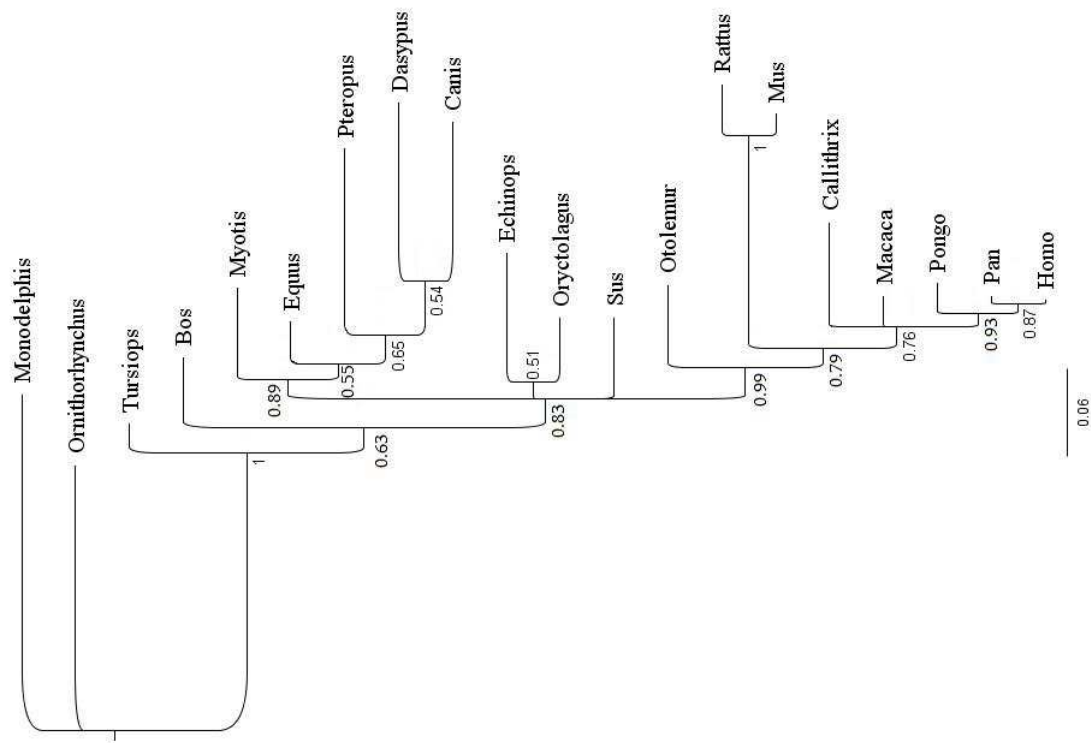 Monodelphis
Ornithorhynchus
Tursiops
Bos
Myotis
Equus
Pteropus
Dasypus
Canis
Echinops
Oryctolagus
Sus
Otolemur
Rattus
Mus
Callithrix
Macaca
Pongo
Pan
Homo
1
0.63
0.89
0.55
0.65
0.54
0.51
0.83
0.99
1
0.79
0.76
0.93
0.87
0.06